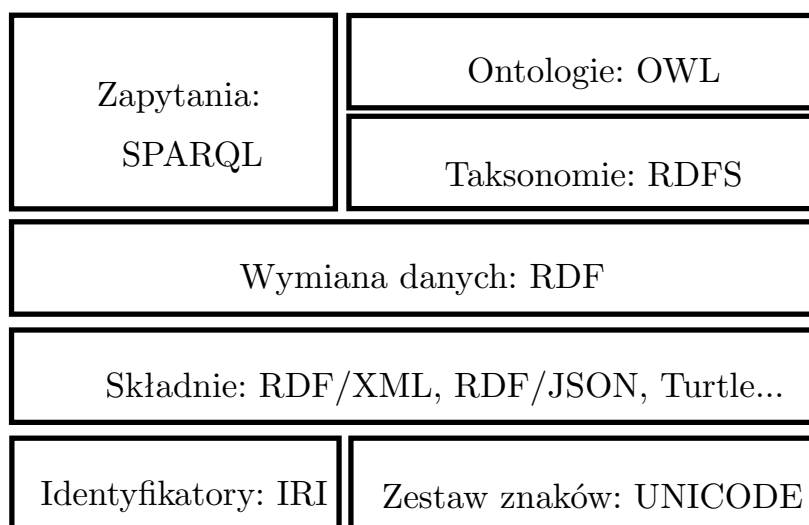 Zapytania:
SPARQL
Ontologie: OWL
Taksonomie: RDFS
Wymiana danych: RDF
Składnie: RDF/XML, RDF/JSON, Turtle...
Identyfikatory: IRI
Zestaw znaków: UNICODE